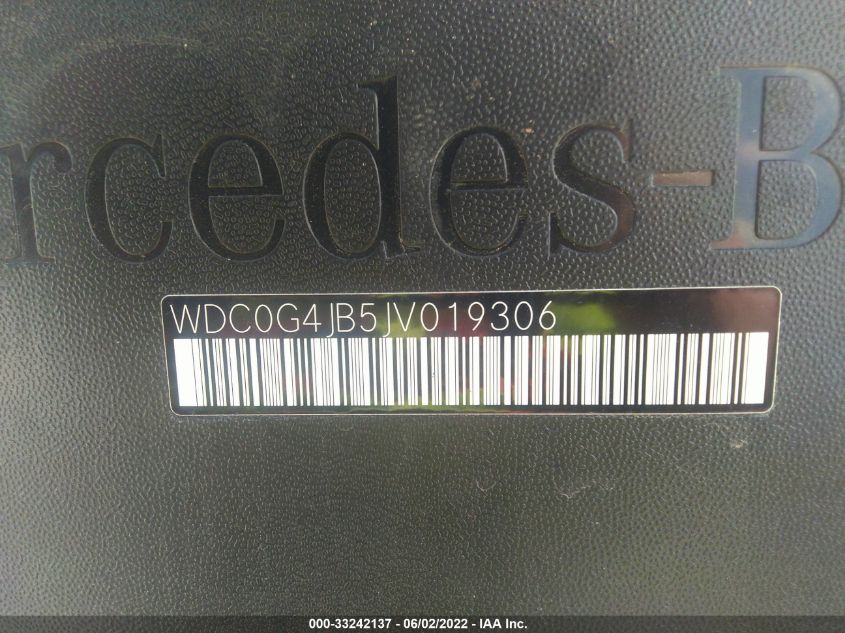 rcedes-B
WDC0G4JB5JV019306
000-33242137 - 06/02/2022 - IAA Inc.